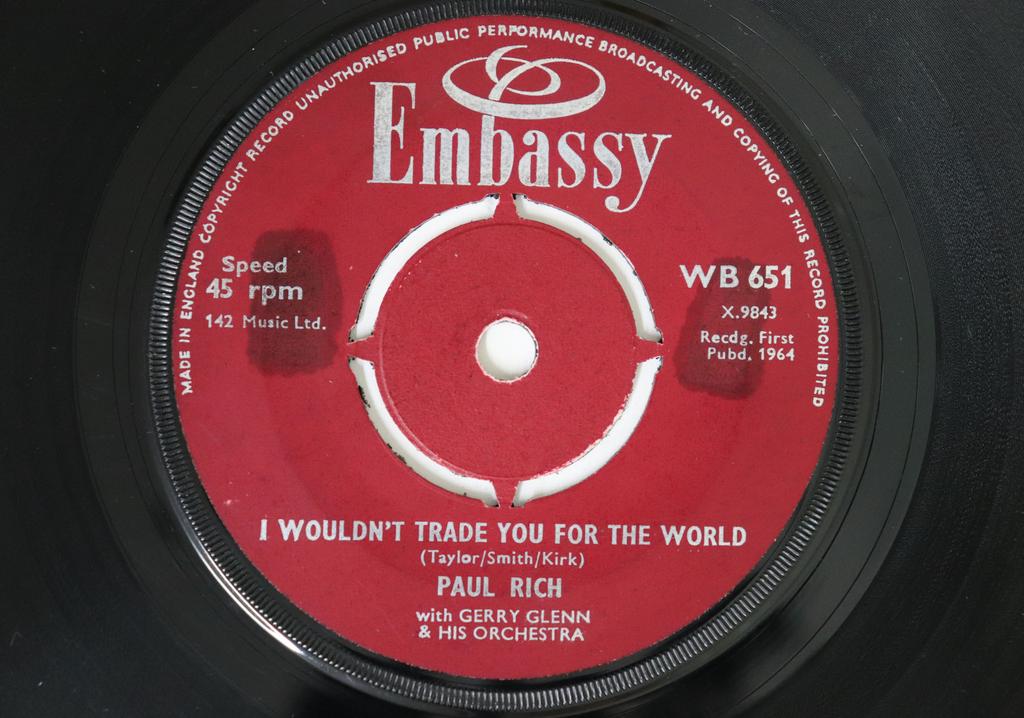 MADE IN ENGLAND COPYRIGHT RECORD UNAUTHORISED PUBLIC PERFORMANCE BROADCASTING AND COPYING OF THIS RECORD PROHIBITED
Embassy
Speed
45 rpm
142 Music Ltd.
WB 651
X.9843
Recdg. First
Pubd. 1964
I WOULDN'T TRADE YOU FOR THE WORLD
(Taylor/Smith/Kirk)
PAUL RICH
with GERRY GLENN
& HIS ORCHESTRA